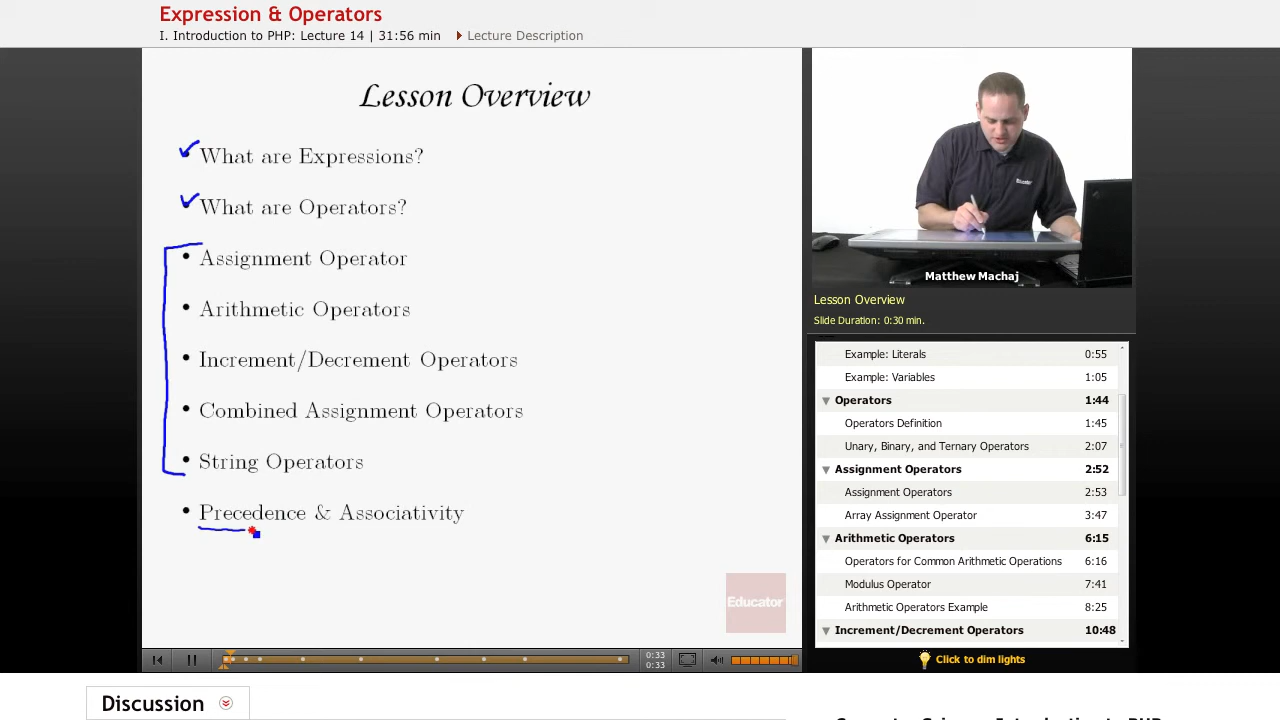 Expression & Operators
I. Introduction to PHP: Lecture 14 | 31:56 min Lecture Description
Lesson Overview
What are Expressions?
What are Operators?
• Assignment Operator
• Arithmetic Operators
• Increment/Decrement Operators
• Combined Assignment Operators
• String Operators
• Precedence & Associativity
Educator
0:33
0:33
Matthew Machaj
Lesson Overview
Slide Duration: 0:30 min.
Example: Literals 0:55
Example: Variables 1:05
Operators 1:44
Operators Definition 1:45
Unary, Binary, and Ternary Operators 2:07
Assignment Operators 2:52
Assignment Operators 2:53
Array Assignment Operator 3:47
Arithmetic Operators 6:15
Operators for Common Arithmetic Operations 6:16
Modulus Operator 7:41
Arithmetic Operators Example 8:25
Increment/Decrement Operators 10:48
Click to dim lights
Discussion